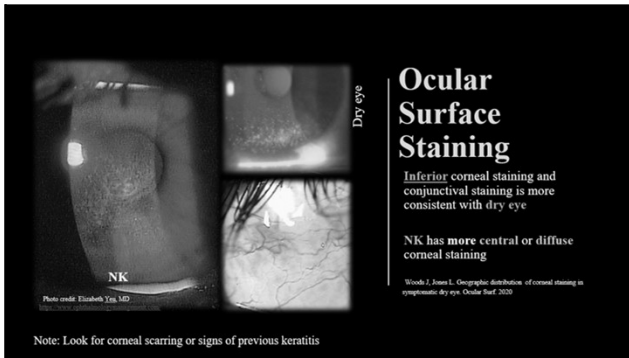 Ocular
Surface
Staining
Inferior corneal staining and
conjunctival staining is more
consistent with dry eye
NK has more central or diffuse
corneal staining
Woods J, Jones L. Geographic distribution of corneal staining in
symptomatic dry eye. Ocular Surf. 2020
Dry eye
NK
Photo credit: Elizabeth Yeu, MD
Note: Look for corneal scarring or signs of previous keratitis